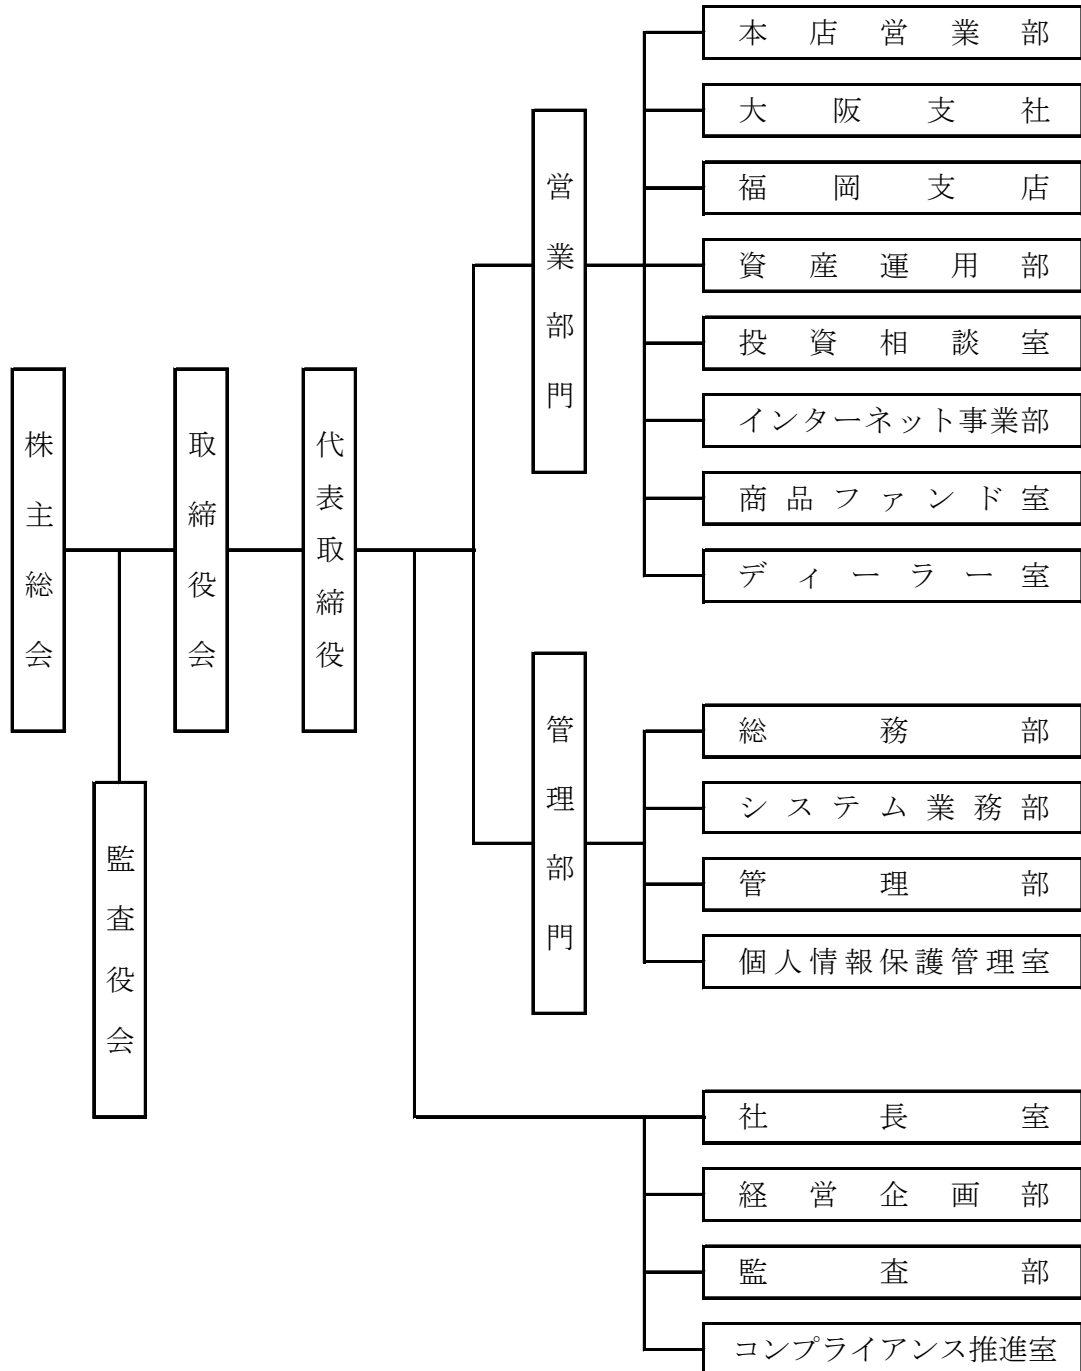 株主総会
監査役会
取締役会
代表取締役
営業部門
本店営業部
大阪支社
福岡支店
資産運用部
投資相談室
インターネット事業部
商品ファンド室
ディーラー室
管理部門
総務部
システム業務部
管理部
個人情報保護管理室
社長室
経営企画部
監査部
コンプライアンス推進室